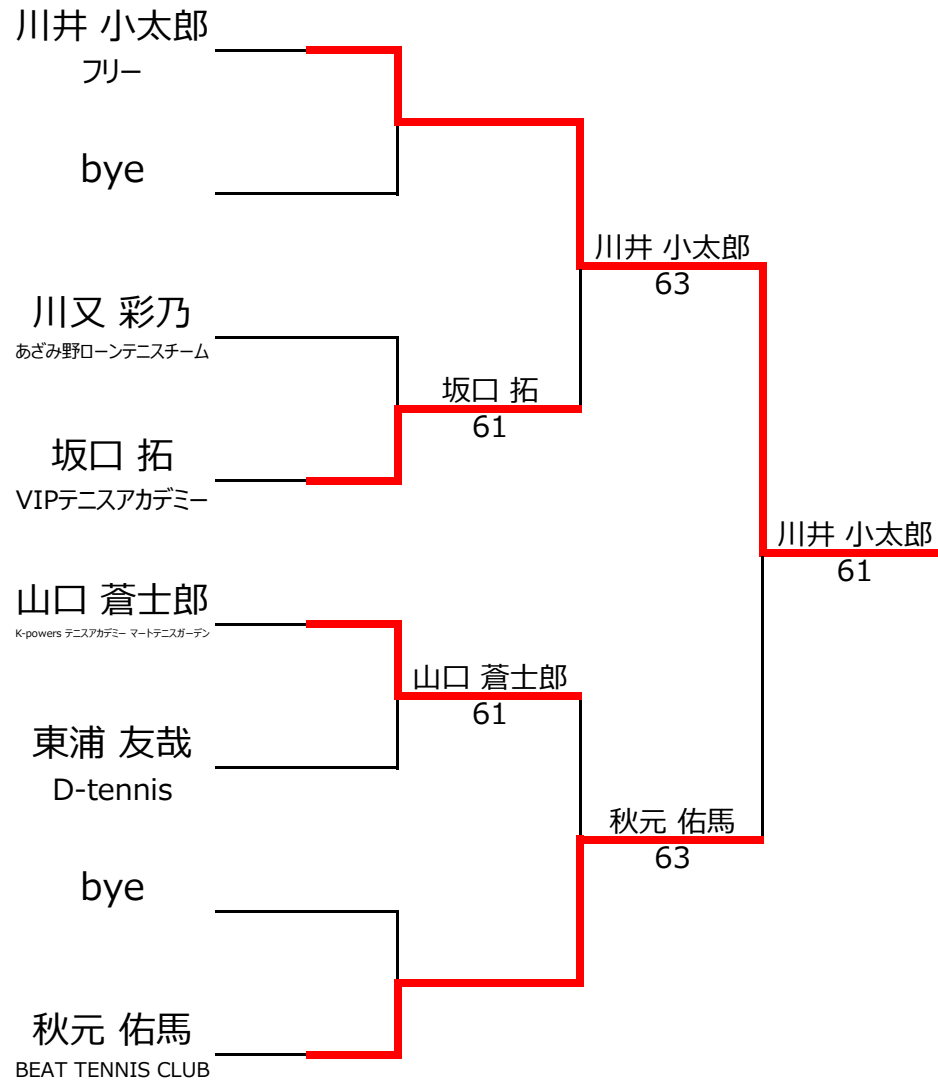 川井 小太郎
フリー
bye
川井 小太郎
63
川又 彩乃
あざみ野ローンテニスチーム
坂口 拓
61
坂口 拓
VIPテニスアカデミー
川井 小太郎
61
山口 蒼士郎
K-powers テニスアカデミー マートテニスガーデン
山口 蒼士郎
61
東浦 友哉
D-tennis
秋元 佑馬
63
bye
秋元 佑馬
BEAT TENNIS CLUB